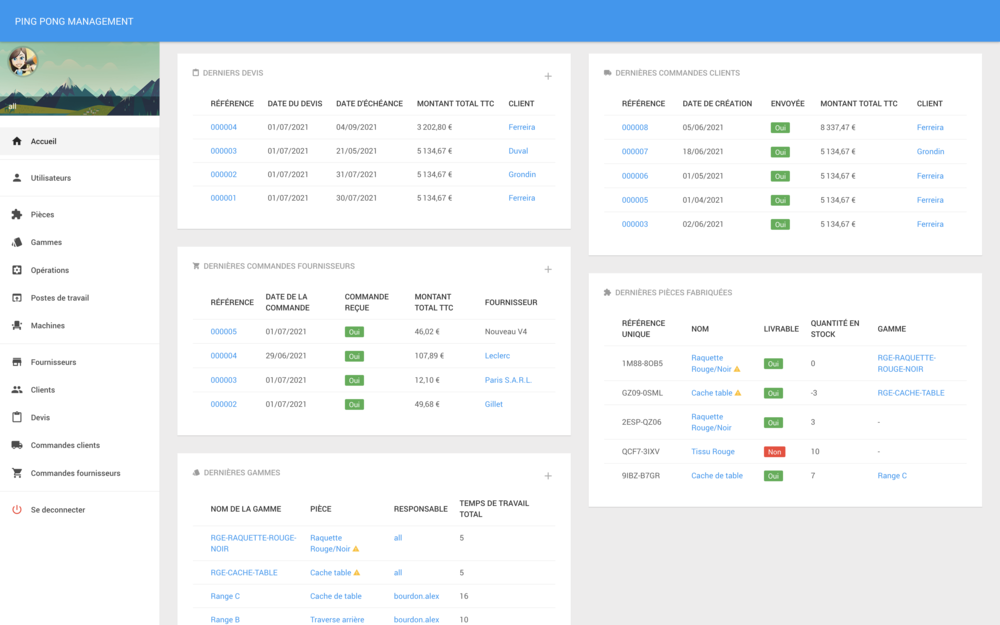 PING PONG MANAGEMENT
all
Accueil
Utilisateurs
Pièces
Gammes
Opérations
Postes de travail
Machines
Fournisseurs
Clients
Devis
Commandes clients
Commandes fournisseurs
Se deconnecter
DERNIERS DEVIS
RÉFÉRENCE DATE DU DEVIS DATE D'ÉCHÉANCE MONTANT TOTAL TTC CLIENT
000004 01/07/2021 04/09/2021 3 202,80 € Ferreira
000003 01/07/2021 21/05/2021 5 134,67 € Duval
000002 01/07/2021 31/07/2021 5 134,67 € Grondin
000001 01/07/2021 30/07/2021 5 134,67 € Ferreira
DERNIÈRES COMMANDES FOURNISSEURS
RÉFÉRENCE DATE DE LA COMMANDE COMMANDE REÇUE MONTANT TOTAL TTC FOURNISSEUR
000005 01/07/2021 Oui 46,02 € Nouveau V4
000004 29/06/2021 Oui 107,89 € Leclerc
000003 01/07/2021 Oui 12,10 € Paris S.A.R.L.
000002 01/07/2021 Oui 49,68 € Gillet
DERNIÈRES GAMMES
NOM DE LA GAMME PIÈCE RESPONSABLE TEMPS DE TRAVAIL TOTAL
RGE-RAQUETTE-ROUGE-NOIR Raquette Rouge/Noir all 5
RGE-CACHE-TABLE Cache table all 5
Range C Cache de table bourdon.alex 16
Range B Traverse arrière bourdon.alex 10
DERNIÈRES COMMANDES CLIENTS
RÉFÉRENCE DATE DE CRÉATION ENVOYÉE MONTANT TOTAL TTC CLIENT
000008 05/06/2021 Oui 8 337,47 € Ferreira
000007 18/06/2021 Oui 5 134,67 € Grondin
000006 01/05/2021 Oui 5 134,67 € Ferreira
000005 01/04/2021 Oui 5 134,67 € Ferreira
000003 02/06/2021 Oui 5 134,67 € Ferreira
DERNIÈRES PIÈCES FABRIQUÉES
RÉFÉRENCE UNIQUE NOM LIVRABLE QUANTITÉ EN STOCK GAMME
1M88-8OB5 Raquette Rouge/Noir Oui 0 RGE-RAQUETTE-ROUGE-NOIR
GZ09-0SML Cache table Oui -3 RGE-CACHE-TABLE
2ESP-QZ06 Raquette Rouge/Noir Oui 3 -
QCF7-3IXV Tissu Rouge Non 10 -
9IBZ-B7GR Cache de table Oui 7 Range C